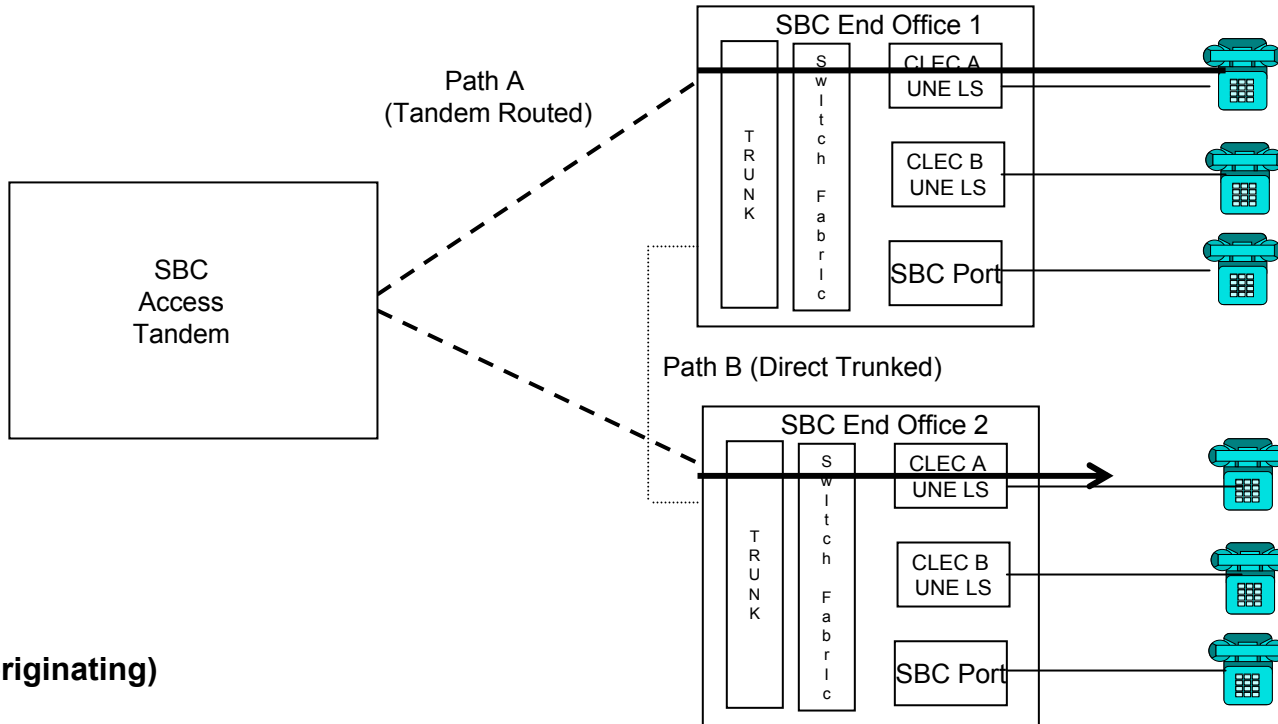 SBC End Office 1
Path A
(Tandem Routed)
T
R
U
N
K
S
w
I
t
c
h
F
a
b
r
I
c
CLEC A
UNE LS
CLEC B
UNE LS
SBC Port
SBC
Access
Tandem
Path B (Direct Trunked)
SBC End Office 2
T
R
U
N
K
S
w
I
t
c
h
F
a
b
r
I
c
CLEC A
UNE LS
CLEC B
UNE LS
SBC Port
riginating)